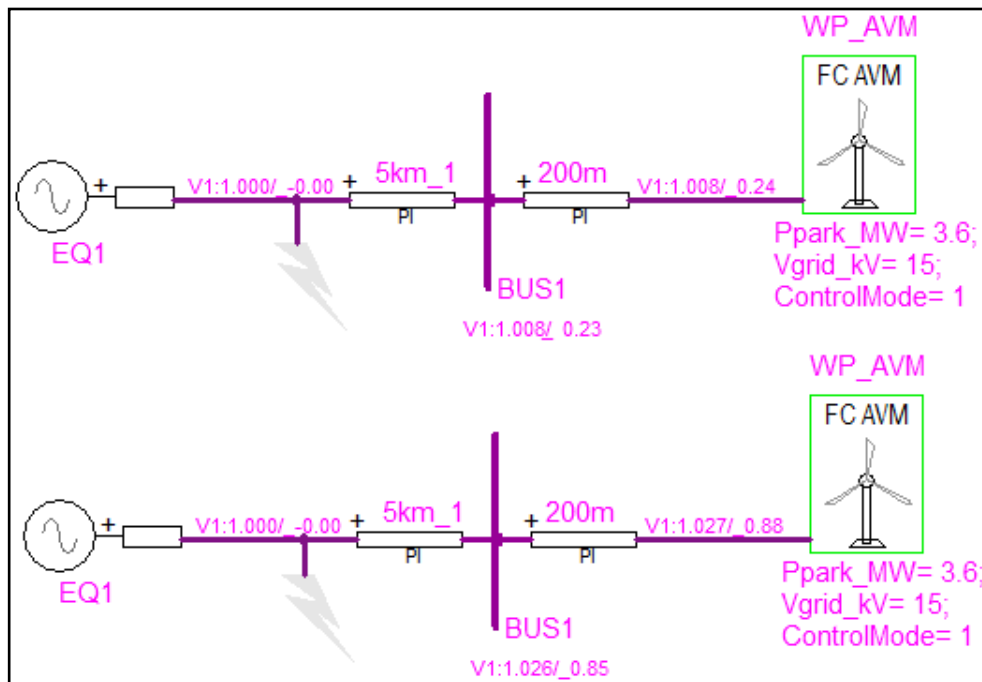 WP_AVM
FC AVM
+
V1:1.000/_-0.00
+
5km_1
PI
+
200m
PI
V1:1.008/_0.24
EQ1
BUS1
V1:1.008/_0.23
Ppark_MW= 3.6;
Vgrid_kV= 15;
ControlMode= 1
WP_AVM
FC AVM
+
V1:1.000/_-0.00
+
5km_1
PI
+
200m
PI
V1:1.027/_0.88
EQ1
BUS1
V1:1.026/_0.85
Ppark_MW= 3.6;
Vgrid_kV= 15;
ControlMode= 1